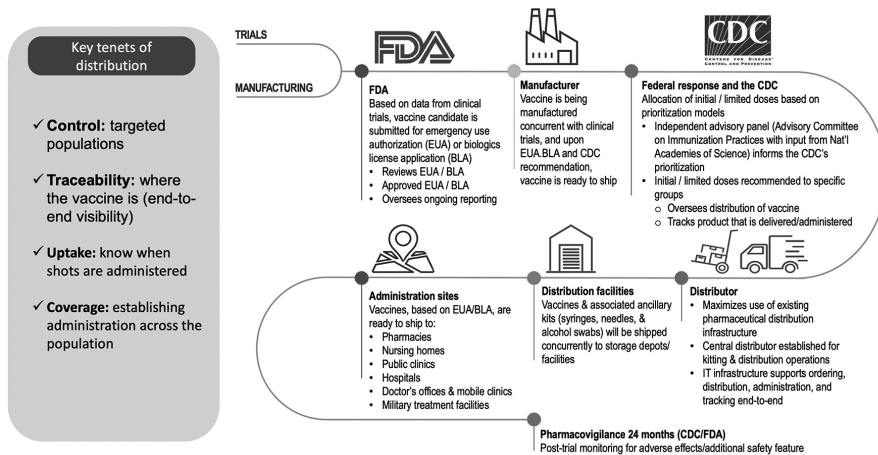 Key tenets of
distribution
✓ Control: targeted
populations
✓ Traceability: where
the vaccine is (end-to-
end visibility)
✓ Uptake: know when
shots are administered
✓ Coverage: establishing
administration across the
population
TRIALS
MANUFACTURING
FDA
FDA
Based on data from clinical
trials, vaccine candidate is
submitted for emergency use
authorization (EUA) or biologics
license application (BLA)
• Reviews EUA / BLA
• Approved EUA / BLA
• Oversees ongoing reporting
Manufacturer
Vaccine is being
manufactured
concurrent with clinical
trials, and upon
EUA.BLA and CDC
recommendation,
vaccine is ready to ship
CDC
CENTERS FOR DISEASE
CONTROL AND PREVENTION
Federal response and the CDC
Allocation of initial / limited doses based on
prioritization models
• Independent advisory panel (Advisory Committee
on Immunization Practices with input from Nat'l
Academies of Science) informs the CDC's
prioritization
• Initial / limited doses recommended to specific
groups
o Oversees distribution of vaccine
o Tracks product that is delivered/administered
Administration sites
Vaccines, based on EUA/BLA, are
ready to ship to:
• Pharmacies
• Nursing homes
• Public clinics
• Hospitals
• Doctor's offices & mobile clinics
• Military treatment facilities
Distribution facilities
Vaccines & associated ancillary
kits (syringes, needles, &
alcohol swabs) will be shipped
concurrently to storage depots/
facilities
Distributor
• Maximizes use of existing
pharmaceutical distribution
infrastructure
• Central distributor established for
kitting & distribution operations
• IT infrastructure supports ordering,
distribution, administration, and
tracking end-to-end
Pharmacovigilance 24 months (CDC/FDA)
Post-trial monitoring for adverse effects/additional safety feature